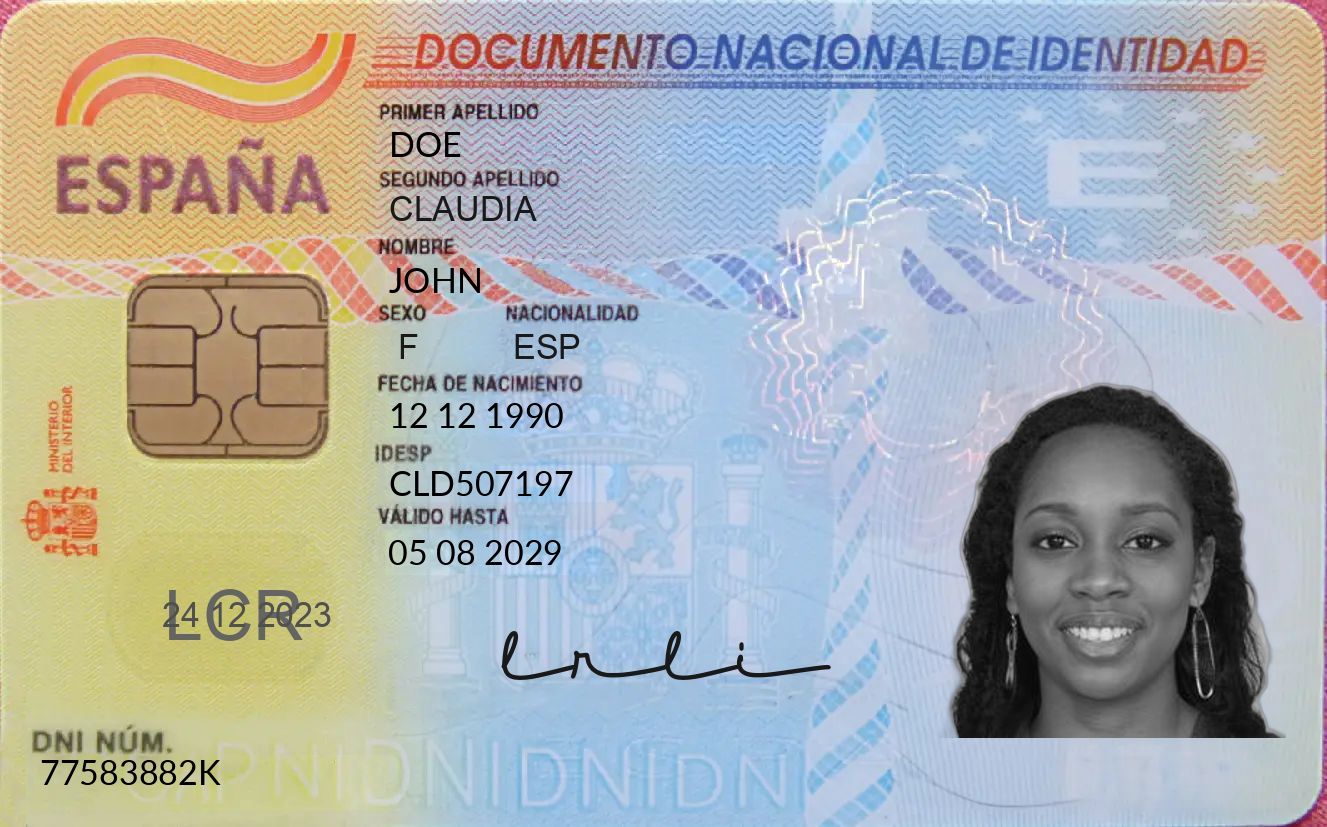 DOCUMENTO NACIONAL DE IDENTIDAD
ESPAÑA
PRIMER APELLIDO
DOE
SEGUNDO APELLIDO
CLAUDIA
NOMBRE
JOHN
SEXO NACIONALIDAD
F ESP
FECHA DE NACIMIENTO
12 12 1990
IDESP
CLD507197
VÁLIDO HASTA
05 08 2029
MINISTERIO
DEL INTERIOR
E
LCR
24 12 2023
DNI NÚM.
77583882K
DNIDNIDNIDNI